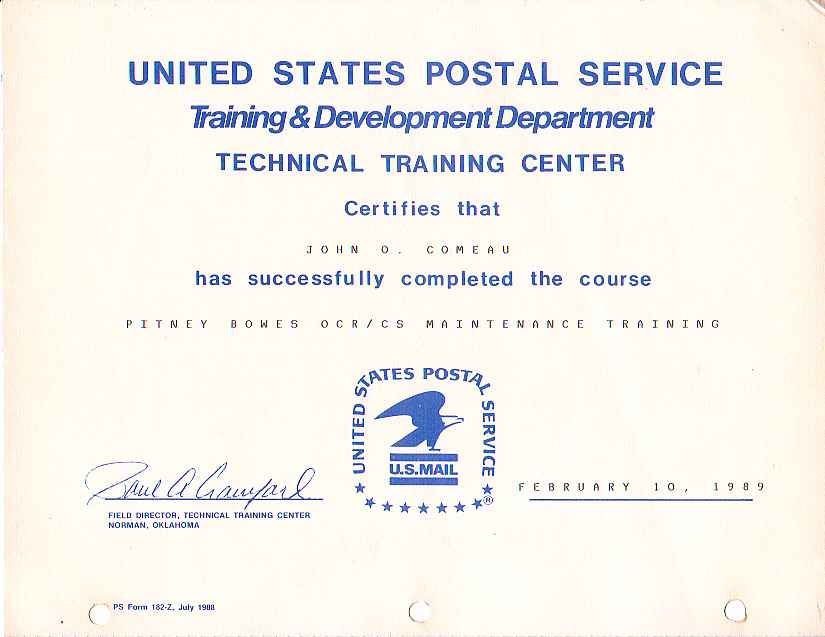 UNITED STATES POSTAL SERVICE
Training & Development Department
TECHNICAL TRAINING CENTER
Certifies that
JOHN O. COMEAU
has successfully completed the course
PITNEY BOWES OCR/CS MAINTENANCE TRAINING
UNITED STATES POSTAL SERVICE
U.S.MAIL
®
FEBRUARY 10, 1989
Paul A Crawford
FIELD DIRECTOR, TECHNICAL TRAINING CENTER
NORMAN, OKLAHOMA
PS Form 182-Z, July 1988